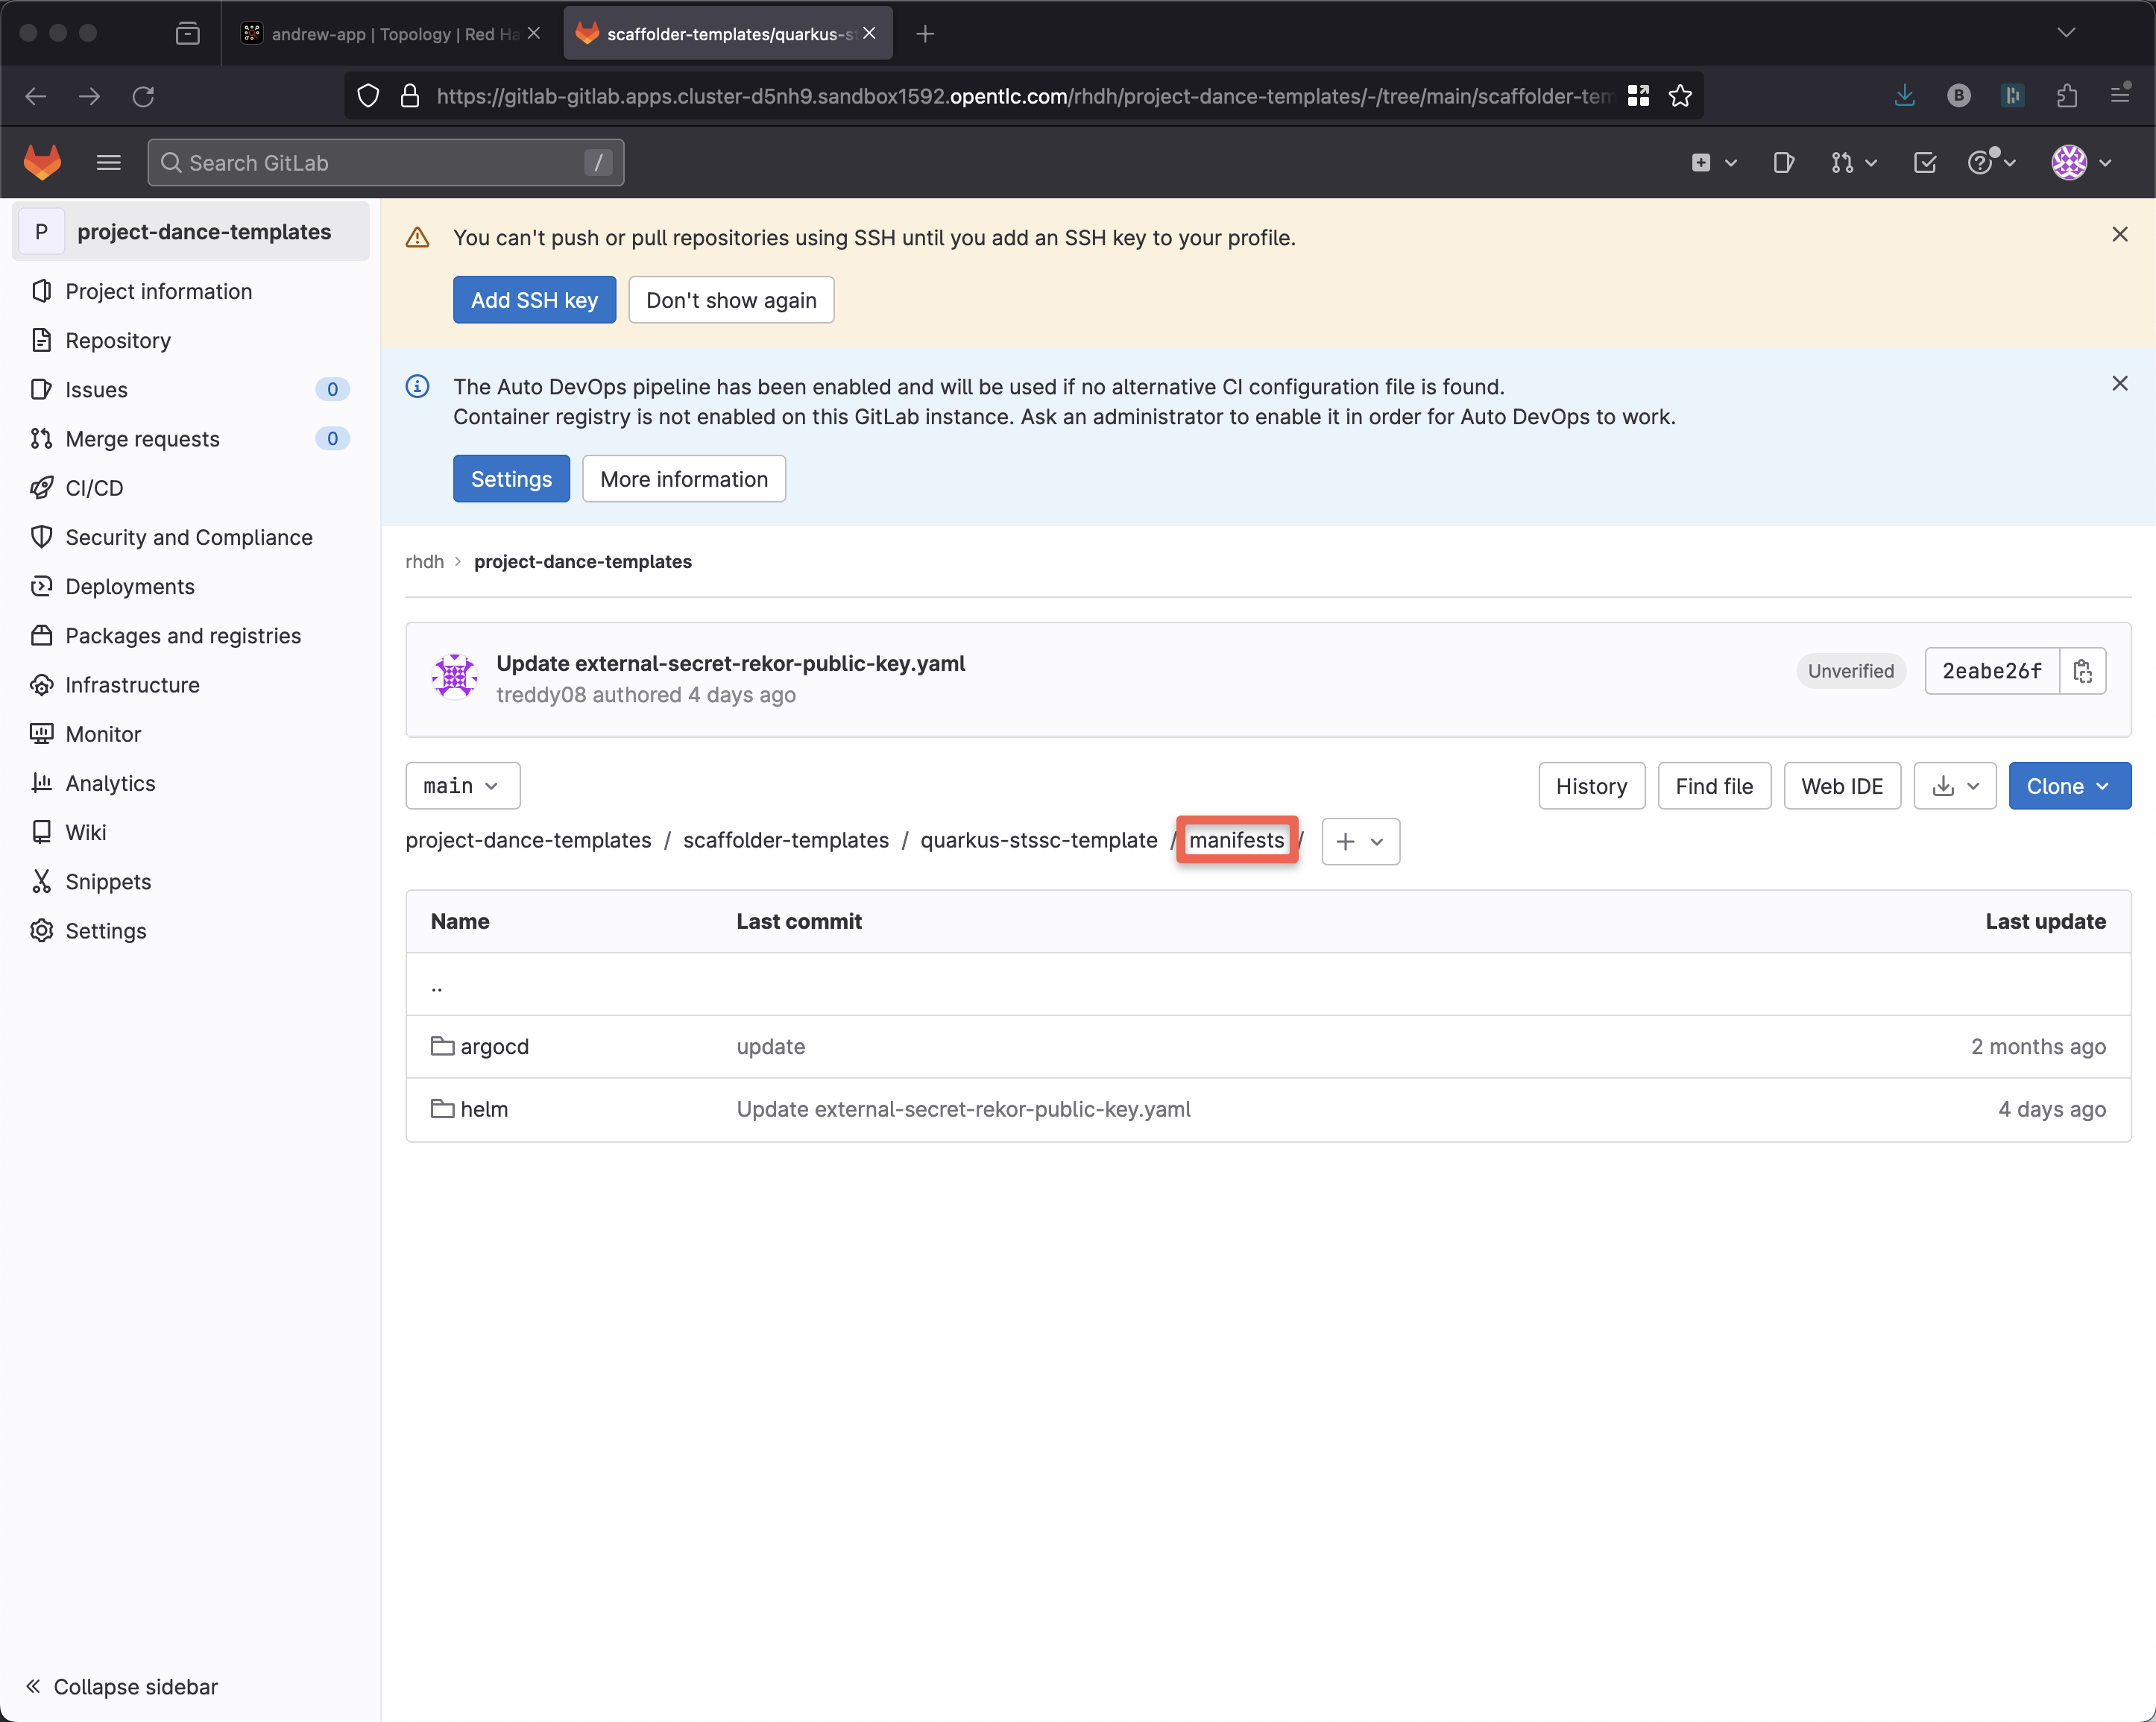 andrew-app | Topology | Red Ha
scaffolder-templates/quarkus-s
https://gitlab-gitlab.apps.cluster-d5nh9.sandbox1592.opentlc.com/rhdh/project-dance-templates/-/tree/main/scaffolder-tem
B
Search GitLab
/
P
project-dance-templates
Project information
Repository
Issues
0
Merge requests
0
CI/CD
Security and Compliance
Deployments
Packages and registries
Infrastructure
Monitor
Analytics
Wiki
Snippets
Settings
Collapse sidebar
You can't push or pull repositories using SSH until you add an SSH key to your profile.
Add SSH key
Don't show again
The Auto DevOps pipeline has been enabled and will be used if no alternative CI configuration file is found.
Container registry is not enabled on this GitLab instance. Ask an administrator to enable it in order for Auto DevOps to work.
Settings
More information
rhdh > project-dance-templates
Update external-secret-rekor-public-key.yaml
treddy08 authored 4 days ago
Unverified
2eabe26f
main
History
Find file
Web IDE
Clone
project-dance-templates / scaffolder-templates / quarkus-stssc-template / manifests /
Name Last commit Last update
..
argocd update 2 months ago
helm Update external-secret-rekor-public-key.yaml 4 days ago